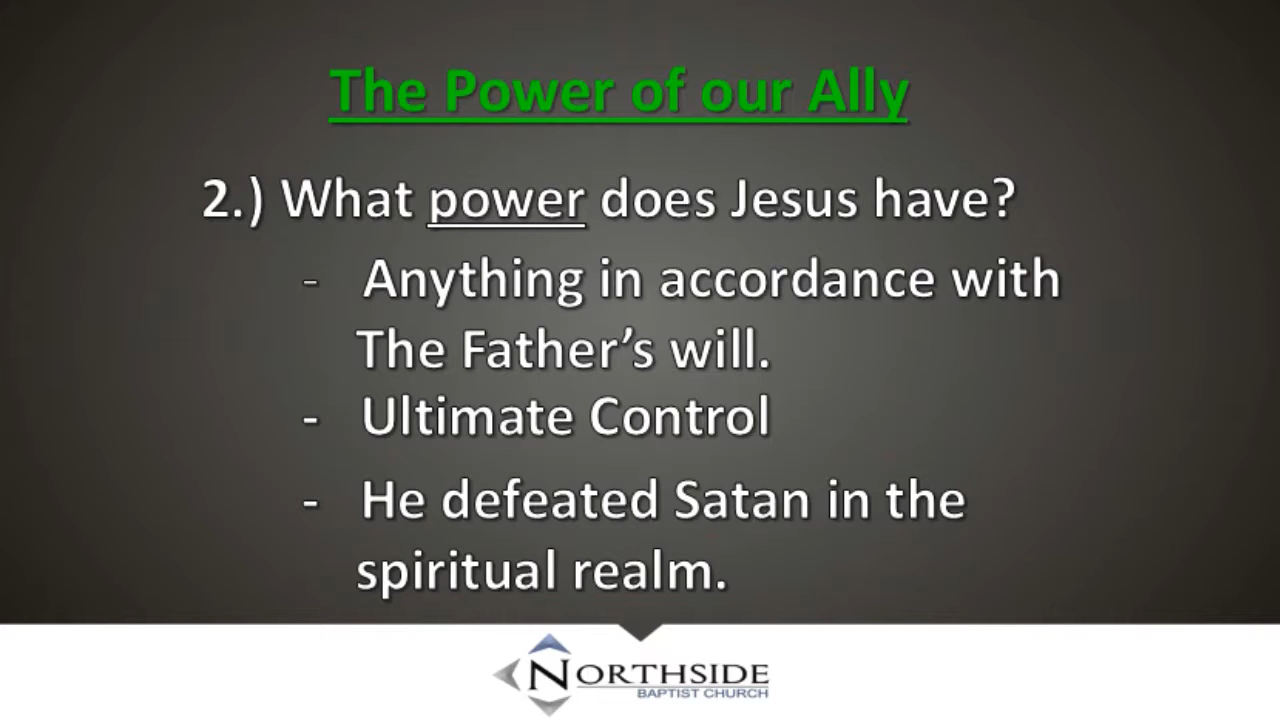 The Power of our Ally
2.) What power does Jesus have?
- Anything in accordance with
The Father’s will.
- Ultimate Control
- He defeated Satan in the
spiritual realm.
NORTHSIDE
BAPTIST CHURCH